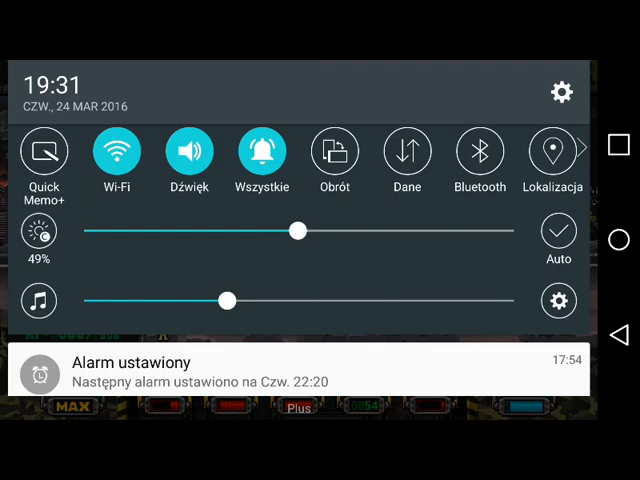 19:31
CZW., 24 MAR 2016
Quick
Memo+
Wi-Fi
Dźwięk
Wszystkie
Obrót
Dane
Bluetooth
Lokalizacja
49%
Auto
Alarm ustawiony
17:54
Następny alarm ustawiono na Czw. 22:20
MAX
Plus